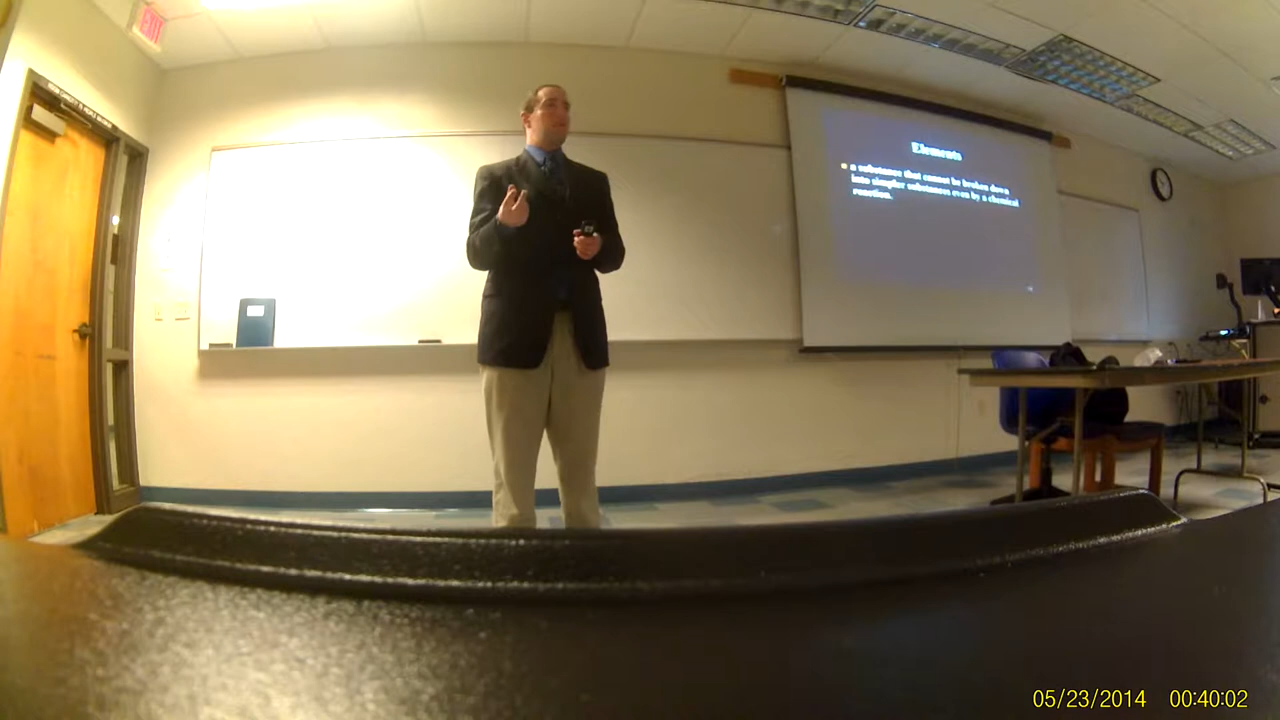 EXIT
Elements
a substance that cannot be broken down
into simpler substances even by a chemical
reaction.
05/23/2014 00:40:02